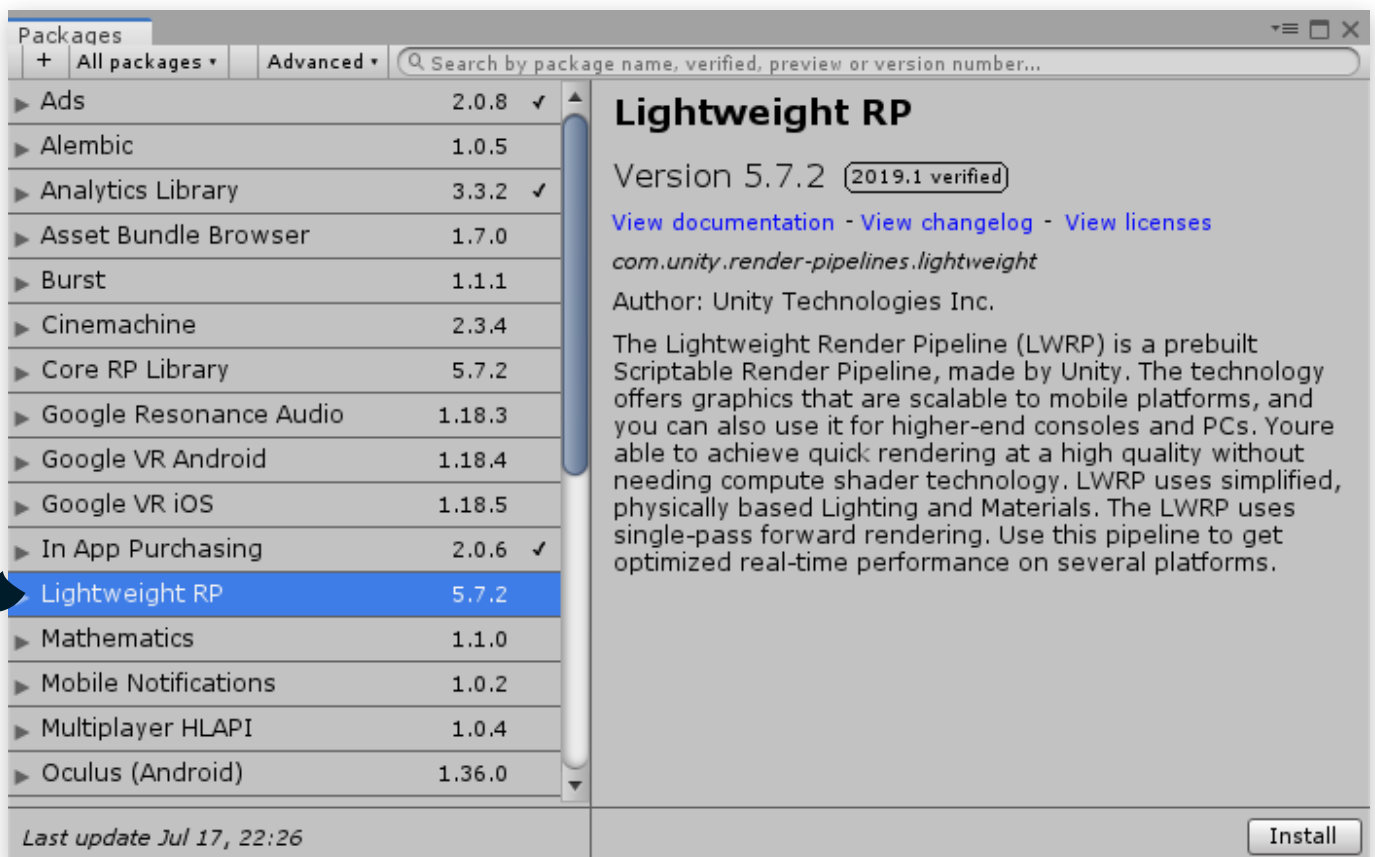 Packages
+ All packages Advanced Search by package name, verified, preview or version number...
Ads 2.0.8 ✓
Alembic 1.0.5
Analytics Library 3.3.2 ✓
Asset Bundle Browser 1.7.0
Burst 1.1.1
Cinemachine 2.3.4
Core RP Library 5.7.2
Google Resonance Audio 1.18.3
Google VR Android 1.18.4
Google VR iOS 1.18.5
In App Purchasing 2.0.6 ✓
Lightweight RP 5.7.2
Mathematics 1.1.0
Mobile Notifications 1.0.2
Multiplayer HLAPI 1.0.4
Oculus (Android) 1.36.0
Last update Jul 17, 22:26
Lightweight RP
Version 5.7.2 2019.1 verified
View documentation - View changelog - View licenses
com.unity.render-pipelines.lightweight
Author: Unity Technologies Inc.
The Lightweight Render Pipeline (LWRP) is a prebuilt
Scriptable Render Pipeline, made by Unity. The technology
offers graphics that are scalable to mobile platforms, and
you can also use it for higher-end consoles and PCs. Youre
able to achieve quick rendering at a high quality without
needing compute shader technology. LWRP uses simplified,
physically based Lighting and Materials. The LWRP uses
single-pass forward rendering. Use this pipeline to get
optimized real-time performance on several platforms.
Install